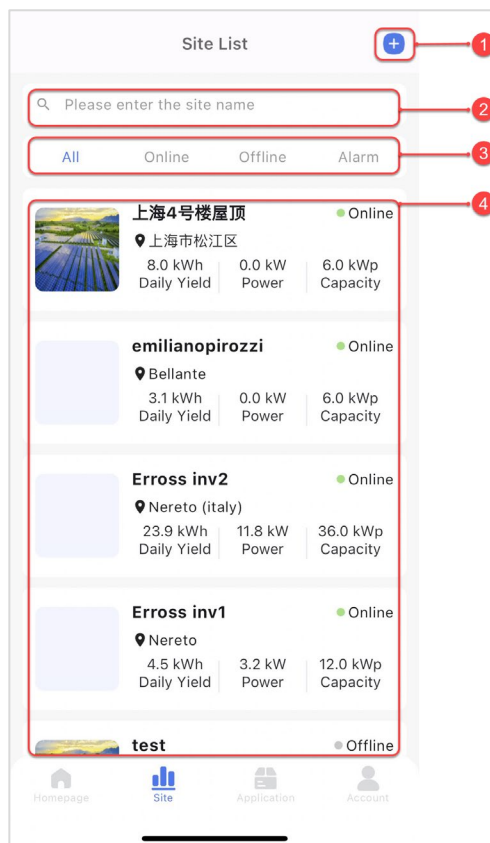 Site List
1
Please enter the site name
2
All Online Offline Alarm
3
4
上海4号楼屋顶 Online
上海市松江区
8.0 kWh 0.0 kW 6.0 kWp
Daily Yield Power Capacity
emilianopirozzi Online
Bellante
3.1 kWh 0.0 kW 6.0 kWp
Daily Yield Power Capacity
Erross inv2 Online
Nereto (italy)
23.9 kWh 11.8 kW 36.0 kWp
Daily Yield Power Capacity
Erross inv1 Online
Nereto
4.5 kWh 3.2 kW 12.0 kWp
Daily Yield Power Capacity
test Offline
Homepage Site Application Account